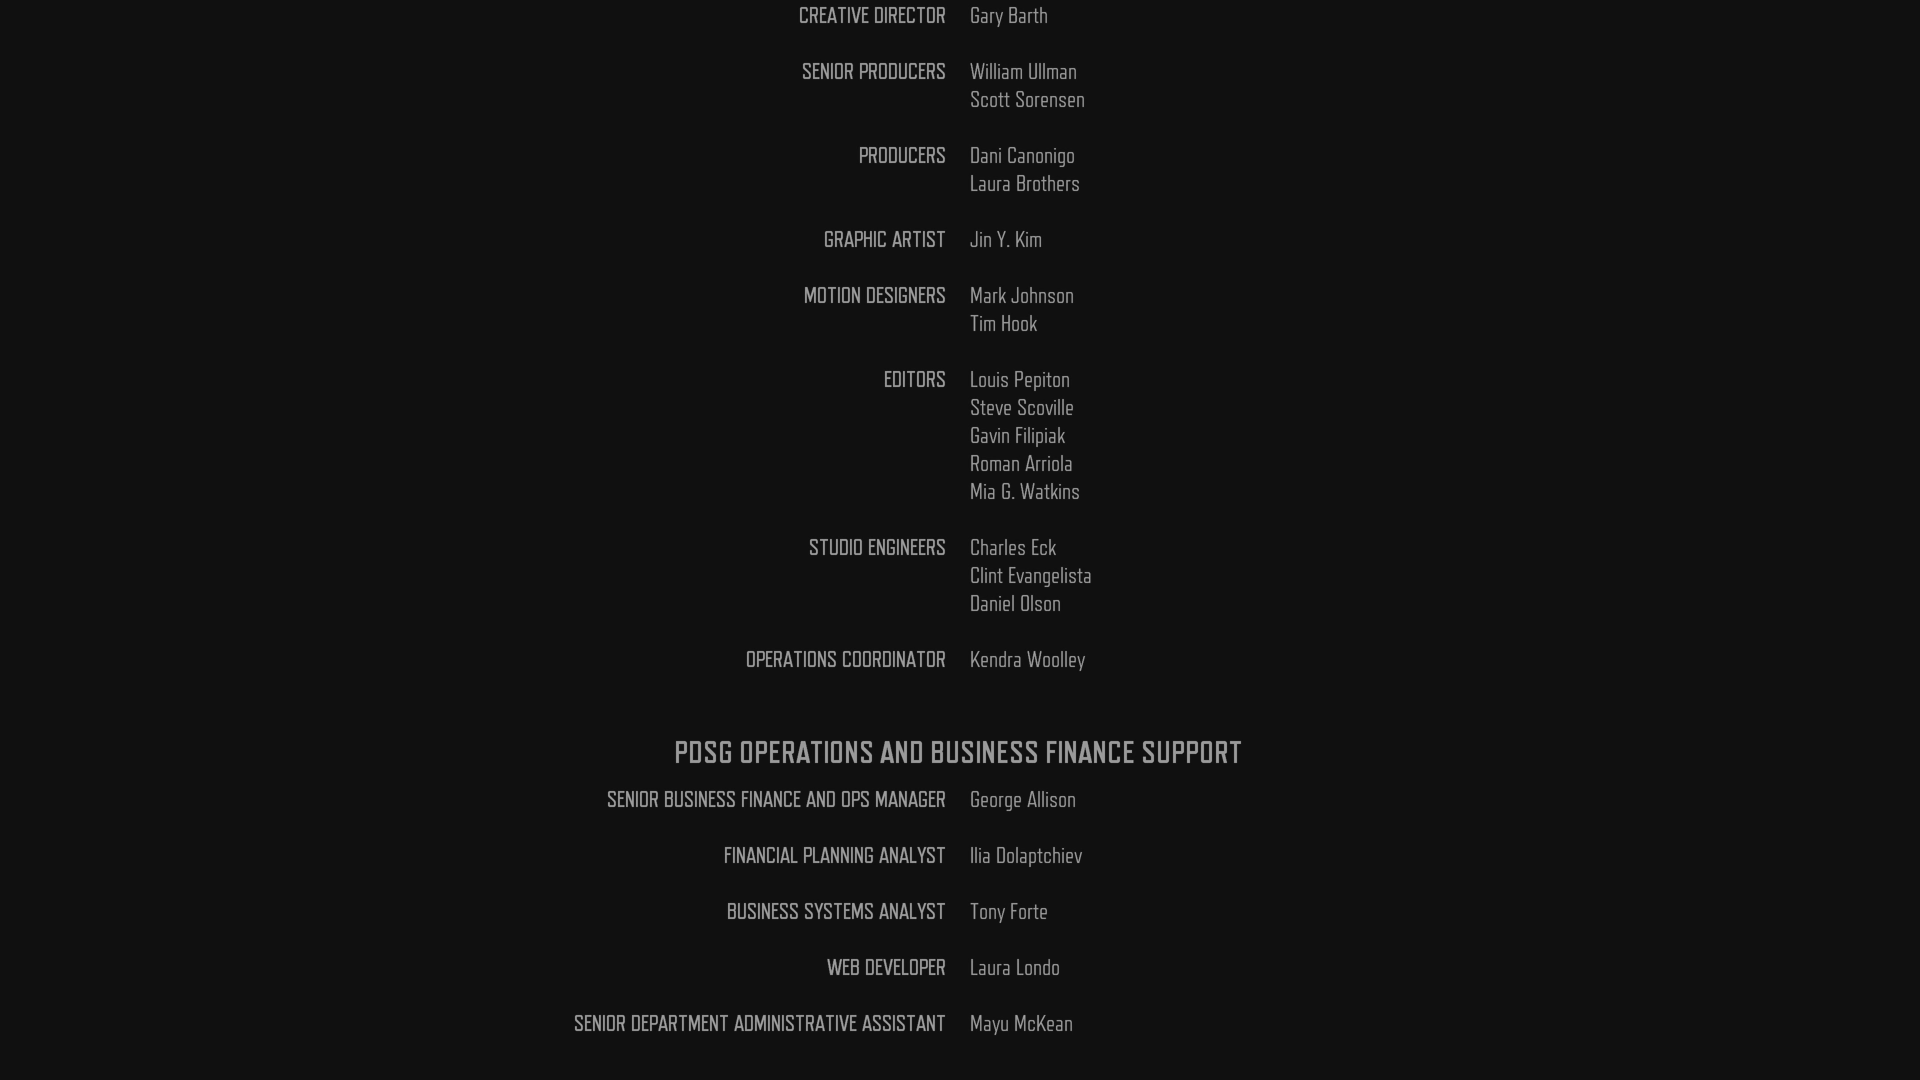 CREATIVE DIRECTOR Gary Barth
SENIOR PRODUCERS William Ullman
Scott Sorensen
PRODUCERS Dani Canonigo
Laura Brothers
GRAPHIC ARTIST Jin Y. Kim
MOTION DESIGNERS Mark Johnson
Tim Hook
EDITORS Louis Pepiton
Steve Scoville
Gavin Filipiak
Roman Arriola
Mia G. Watkins
STUDIO ENGINEERS Charles Eck
Clint Evangelista
Daniel Olson
OPERATIONS COORDINATOR Kendra Woolley
PDSG OPERATIONS AND BUSINESS FINANCE SUPPORT
SENIOR BUSINESS FINANCE AND OPS MANAGER George Allison
FINANCIAL PLANNING ANALYST Ilia Dolaptchiev
BUSINESS SYSTEMS ANALYST Tony Forte
WEB DEVELOPER Laura Londo
SENIOR DEPARTMENT ADMINISTRATIVE ASSISTANT Mayu McKean